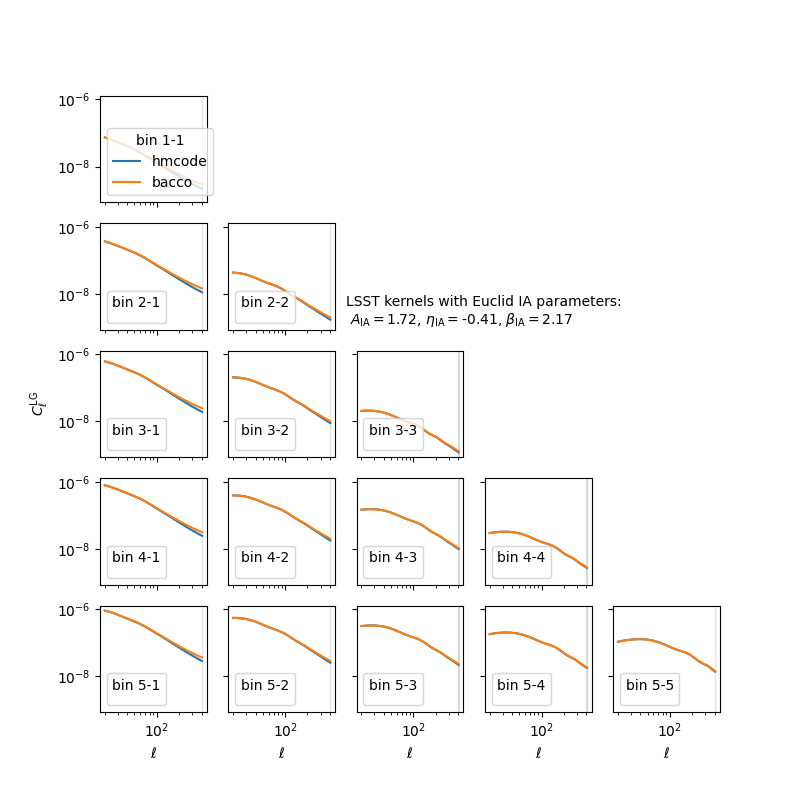 10⁻⁶
bin 1-1
10⁻⁸
hmcode
bacco
10⁻⁶
10⁻⁸
bin 2-1
bin 2-2
LSST kernels with Euclid IA parameters:
A_IA = 1.72, η_IA = -0.41, β_IA = 2.17
10⁻⁶
C_ℓ^LG
10⁻⁸
bin 3-1
bin 3-2
bin 3-3
10⁻⁶
10⁻⁸
bin 4-1
bin 4-2
bin 4-3
bin 4-4
10⁻⁶
10⁻⁸
bin 5-1
bin 5-2
bin 5-3
bin 5-4
bin 5-5
10² 10² 10² 10² 10²
ℓ ℓ ℓ ℓ ℓ